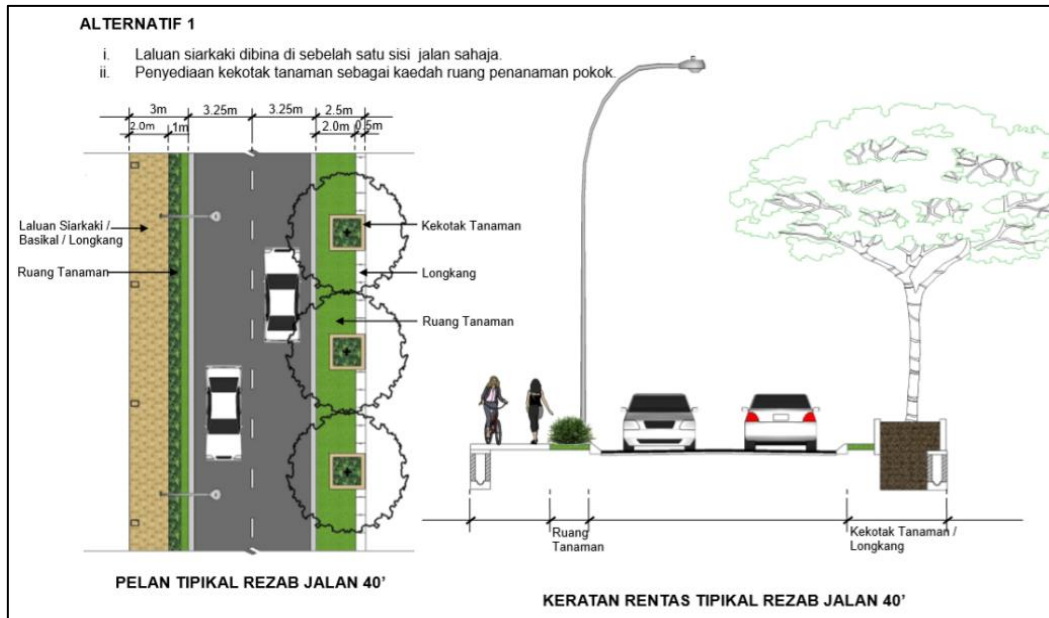 ALTERNATIF 1
i. Laluan siarkaki dibina di sebelah satu sisi jalan sahaja.
ii. Penyediaan kekotak tanaman sebagai kaedah ruang penanaman pokok.
3m 3.25m 3.25m 2.5m
2.0m 1m 2.0m 0.5m
Laluan Siarkaki /
Basikal / Longkang
Ruang Tanaman
Kekotak Tanaman
Longkang
Ruang Tanaman
PELAN TIPIKAL REZAB JALAN 40'
Ruang
Tanaman
Kekotak Tanaman /
Longkang
KERATAN RENTAS TIPIKAL REZAB JALAN 40'